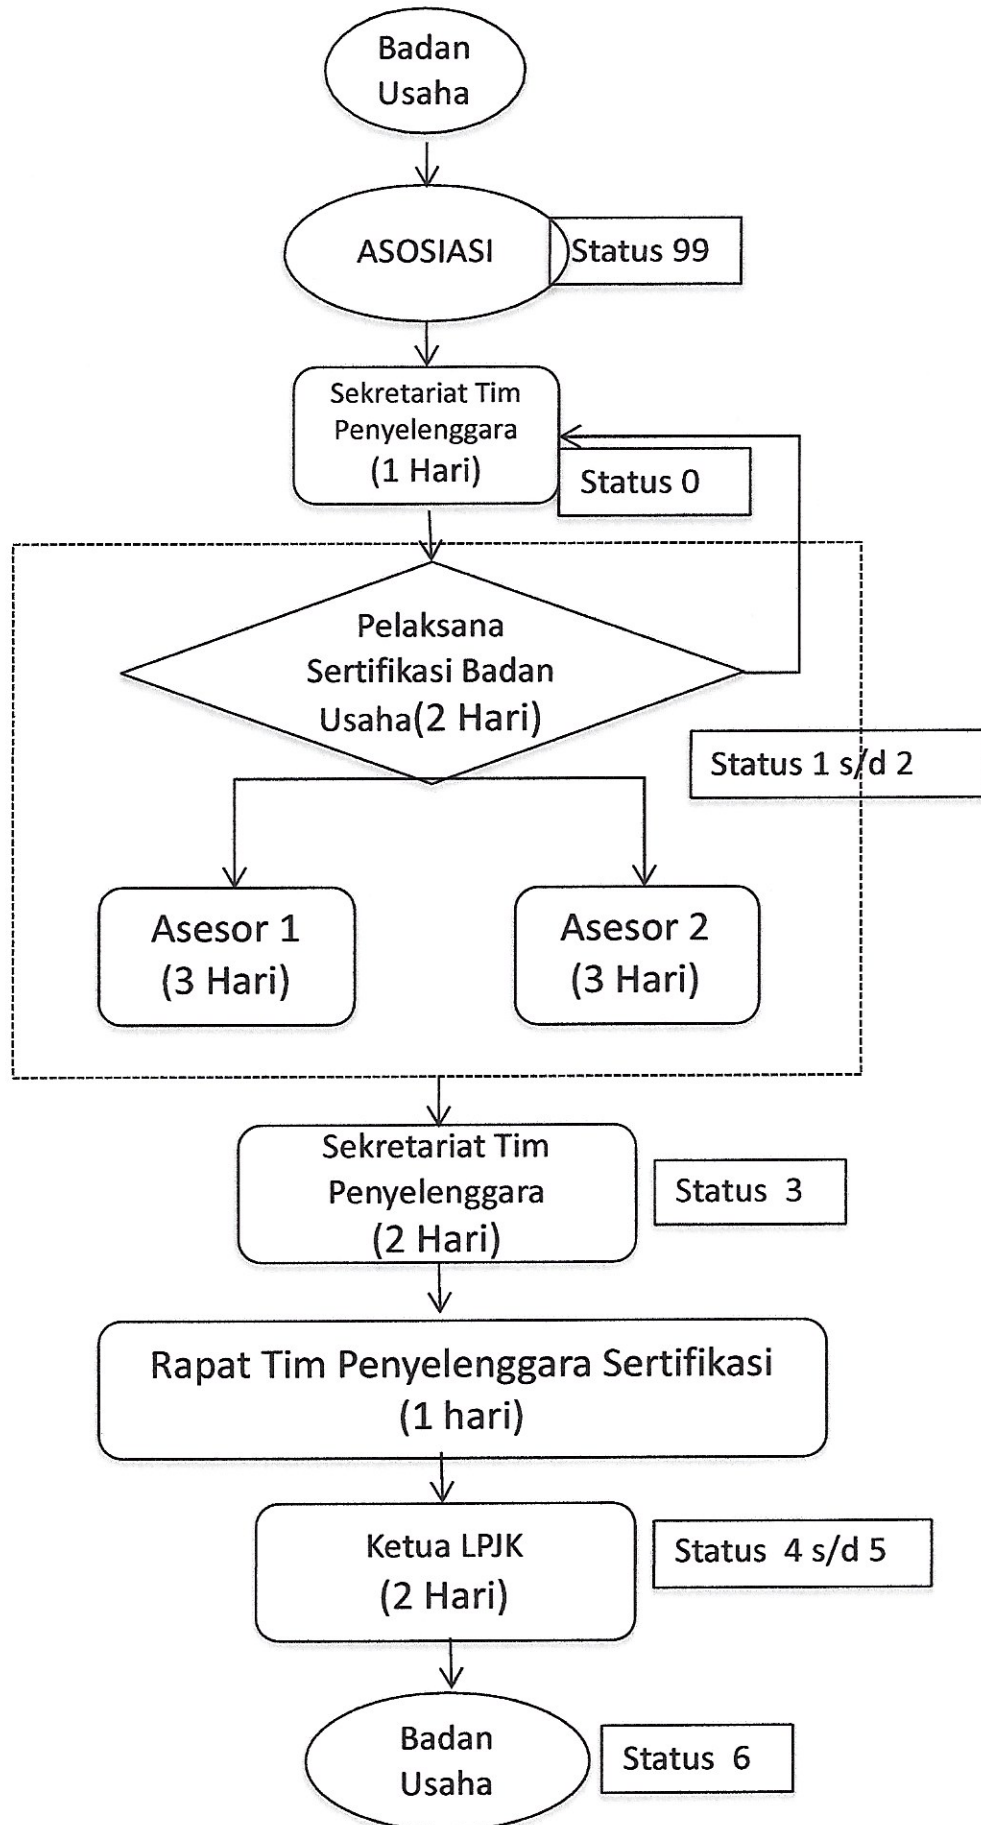 Badan
Usaha
ASOSIASI
Status 99
Sekretariat Tim
Penyelenggara
(1 Hari)
Status 0
Pelaksana
Sertifikasi Badan
Usaha(2 Hari)
Status 1 s/d 2
Asesor 1
(3 Hari)
Asesor 2
(3 Hari)
Sekretariat Tim
Penyelenggara
(2 Hari)
Status 3
Rapat Tim Penyelenggara Sertifikasi
(1 hari)
Ketua LPJK
(2 Hari)
Status 4 s/d 5
Badan
Usaha
Status 6